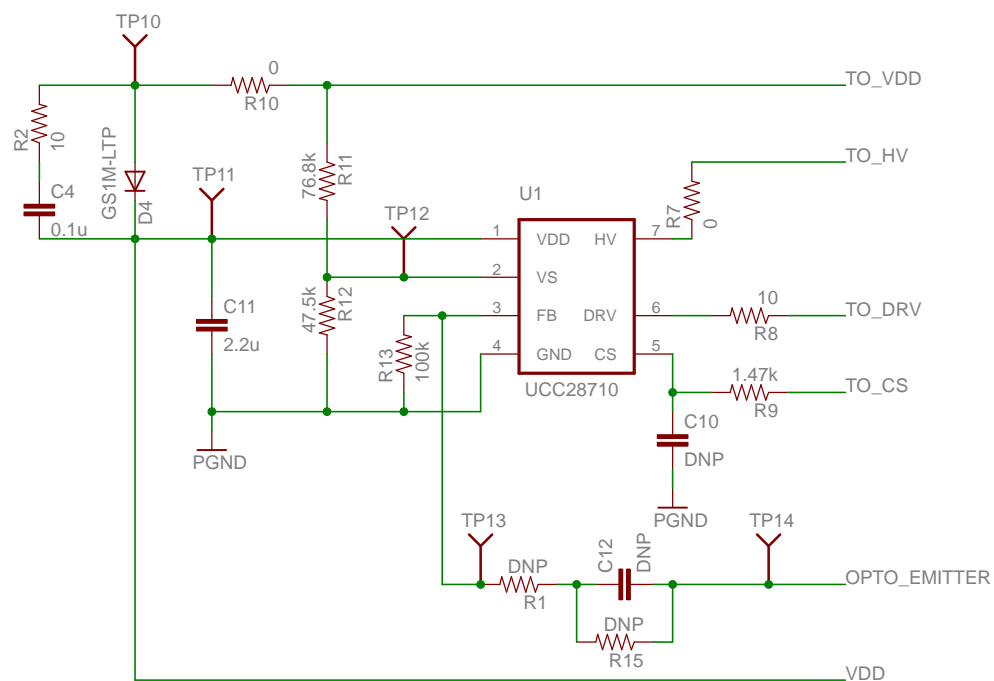 TP10
0
R10
TO_VDD
R2
10
GS1M-LTP
D4
C4
0.1u
TP11
76.8k
R11
TP12
U1
TO_HV
R7
0
1
VDD
HV
7
2
VS
3
FB
DRV
6
4
GND
CS
5
UCC28710
C11
2.2u
47.5k
R12
R13
100k
10
R8
TO_DRV
1.47k
R9
TO_CS
C10
DNP
PGND
PGND
TP13
DNP
R1
C12
DNP
TP14
OPTO_EMITTER
DNP
R15
VDD